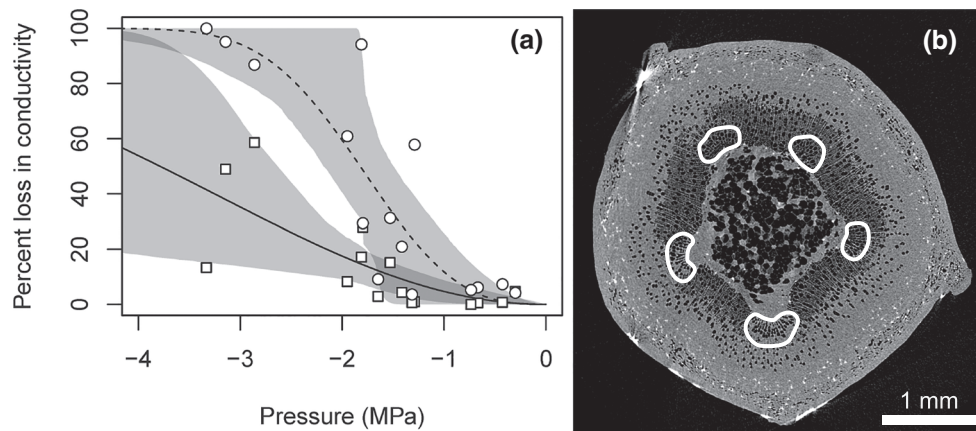 Percent loss in conductivity
100
80
60
40
20
0
(a)
−4
−3
−2
−1
0
Pressure (MPa)
(b)
1 mm